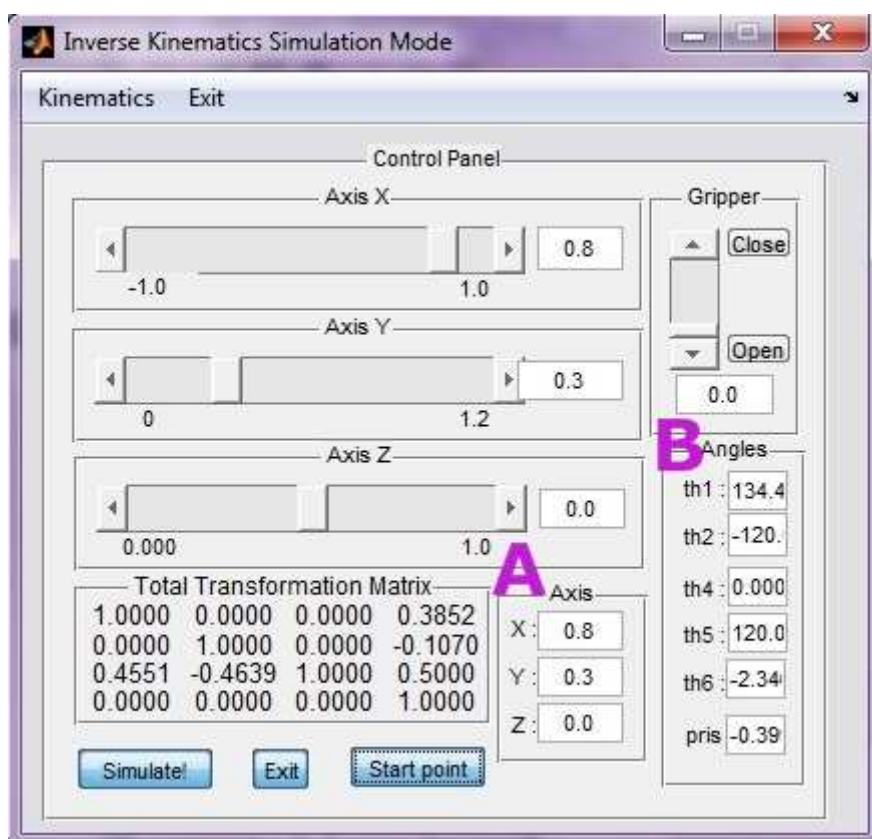 Inverse Kinematics Simulation Mode
X
Kinematics Exit
Control Panel
Axis X
0.8
-1.0 1.0
Axis Y
0.3
0 1.2
Axis Z
0.0
0.000 1.0
Gripper
Close
Open
0.0
B
Angles
th1 : 134.4
th2 : -120.
th4 : 0.000
th5 : 120.0
th6 : -2.34
pris -0.39
Total Transformation Matrix
1.0000 0.0000 0.0000 0.3852
0.0000 1.0000 0.0000 -0.1070
0.4551 -0.4639 1.0000 0.5000
0.0000 0.0000 0.0000 1.0000
A
Axis
X : 0.8
Y : 0.3
Z : 0.0
Simulate! Exit Start point